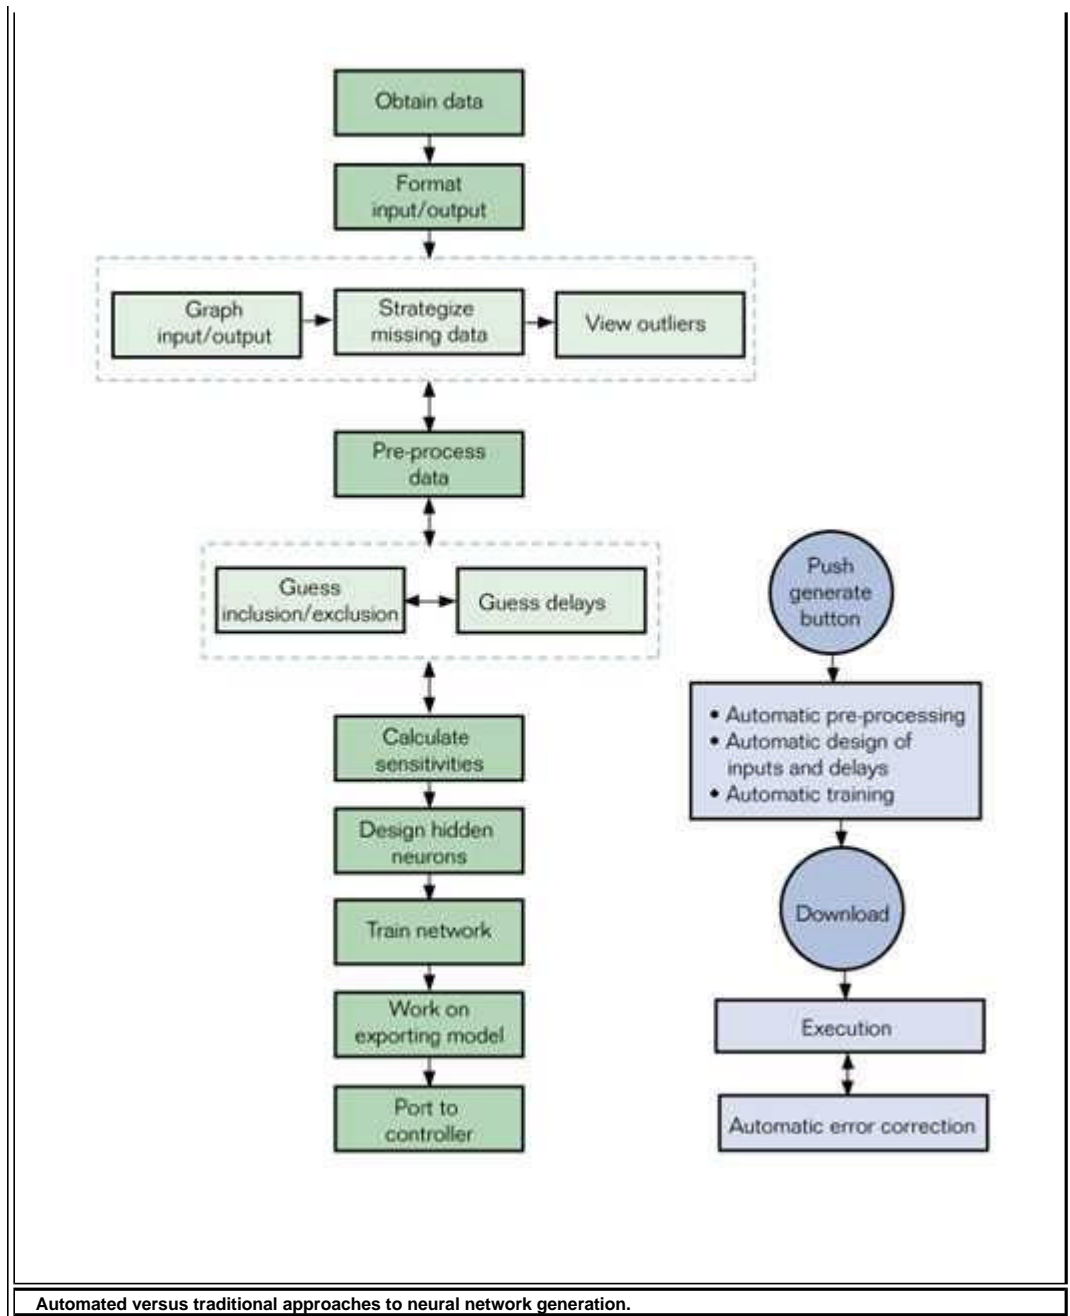 Obtain data
Format
input/output
Graph
input/output
Strategize
missing data
View outliers
Pre-process
data
Guess
inclusion/exclusion
Guess delays
Calculate
sensitivities
Design hidden
neurons
Train network
Work on
exporting model
Port to
controller
Push
generate
button
• Automatic pre-processing
• Automatic design of
inputs and delays
• Automatic training
Download
Execution
Automatic error correction
Automated versus traditional approaches to neural network generation.